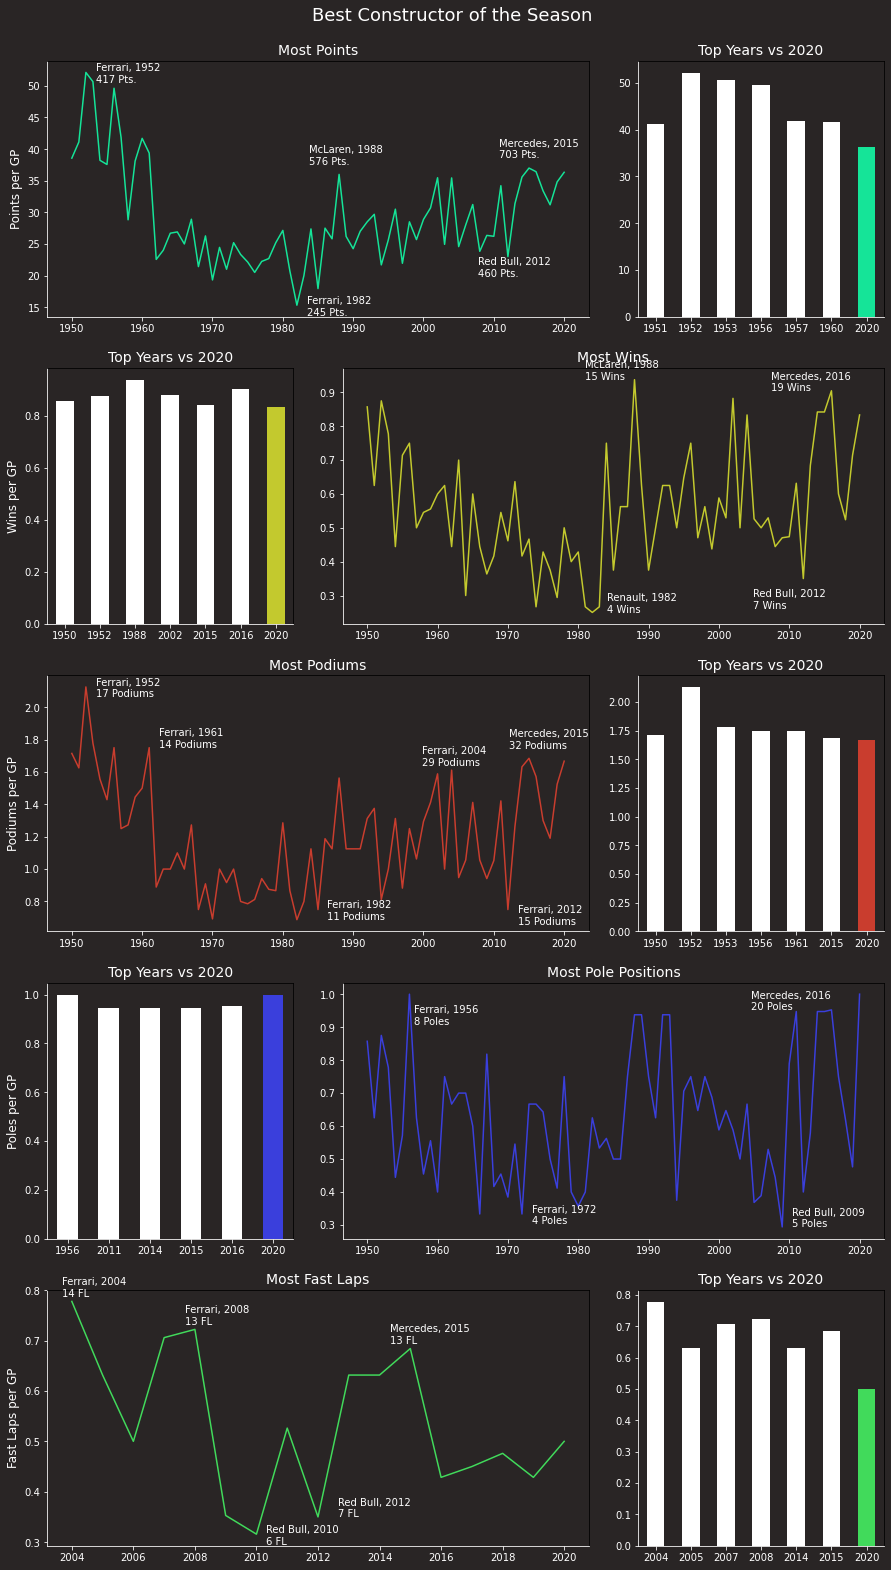 Best Constructor of the Season
Most Points
Points per GP
50
45
40
35
30
25
20
15
Ferrari, 1952
417 Pts.
McLaren, 1988
576 Pts.
Mercedes, 2015
703 Pts.
Red Bull, 2012
460 Pts.
Ferrari, 1982
245 Pts.
1950 1960 1970 1980 1990 2000 2010 2020
Top Years vs 2020
50
40
30
20
10
0
1951 1952 1953 1956 1957 1960 2020
Top Years vs 2020
Wins per GP
0.8
0.6
0.4
0.2
0.0
1950 1952 1988 2002 2015 2016 2020
Most Wins
0.9
0.8
0.7
0.6
0.5
0.4
0.3
McLaren, 1988
15 Wins
Mercedes, 2016
19 Wins
Renault, 1982
4 Wins
Red Bull, 2012
7 Wins
1950 1960 1970 1980 1990 2000 2010 2020
Most Podiums
Podiums per GP
2.0
1.8
1.6
1.4
1.2
1.0
0.8
Ferrari, 1952
17 Podiums
Ferrari, 1961
14 Podiums
Ferrari, 2004
29 Podiums
Mercedes, 2015
32 Podiums
Ferrari, 1982
11 Podiums
Ferrari, 2012
15 Podiums
1950 1960 1970 1980 1990 2000 2010 2020
Top Years vs 2020
2.00
1.75
1.50
1.25
1.00
0.75
0.50
0.25
0.00
1950 1952 1953 1956 1961 2015 2020
Top Years vs 2020
Poles per GP
1.0
0.8
0.6
0.4
0.2
0.0
1956 2011 2014 2015 2016 2020
Most Pole Positions
1.0
0.9
0.8
0.7
0.6
0.5
0.4
0.3
Ferrari, 1956
8 Poles
Mercedes, 2016
20 Poles
Ferrari, 1972
4 Poles
Red Bull, 2009
5 Poles
1950 1960 1970 1980 1990 2000 2010 2020
Most Fast Laps
Fast Laps per GP
0.8
0.7
0.6
0.5
0.4
0.3
Ferrari, 2004
14 FL
Ferrari, 2008
13 FL
Mercedes, 2015
13 FL
Red Bull, 2012
7 FL
Red Bull, 2010
6 FL
2004 2006 2008 2010 2012 2014 2016 2018 2020
Top Years vs 2020
0.8
0.7
0.6
0.5
0.4
0.3
0.2
0.1
0.0
2004 2005 2007 2008 2014 2015 2020